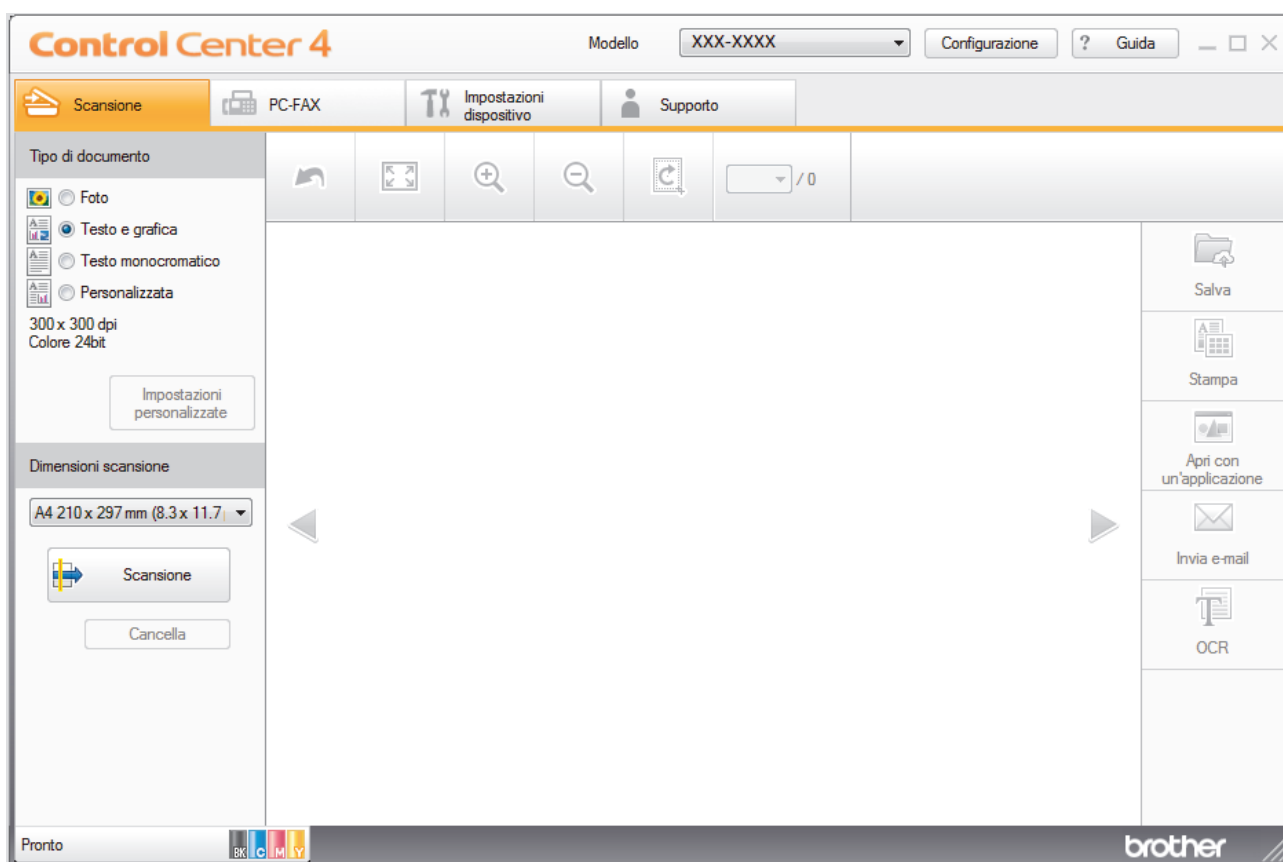 Control Center 4
Modello
XXX-XXXX
Configurazione
? Guida
Scansione
PC-FAX
Impostazioni
dispositivo
Supporto
Tipo di documento
/ 0
Foto
Testo e grafica
Testo monocromatico
Personalizzata
300 x 300 dpi
Colore 24bit
Impostazioni
personalizzate
Dimensioni scansione
A4 210 x 297 mm (8.3 x 11.7
Scansione
Cancella
Salva
Stampa
Apri con
un'applicazione
Invia e-mail
OCR
Pronto
BK C M Y
brother